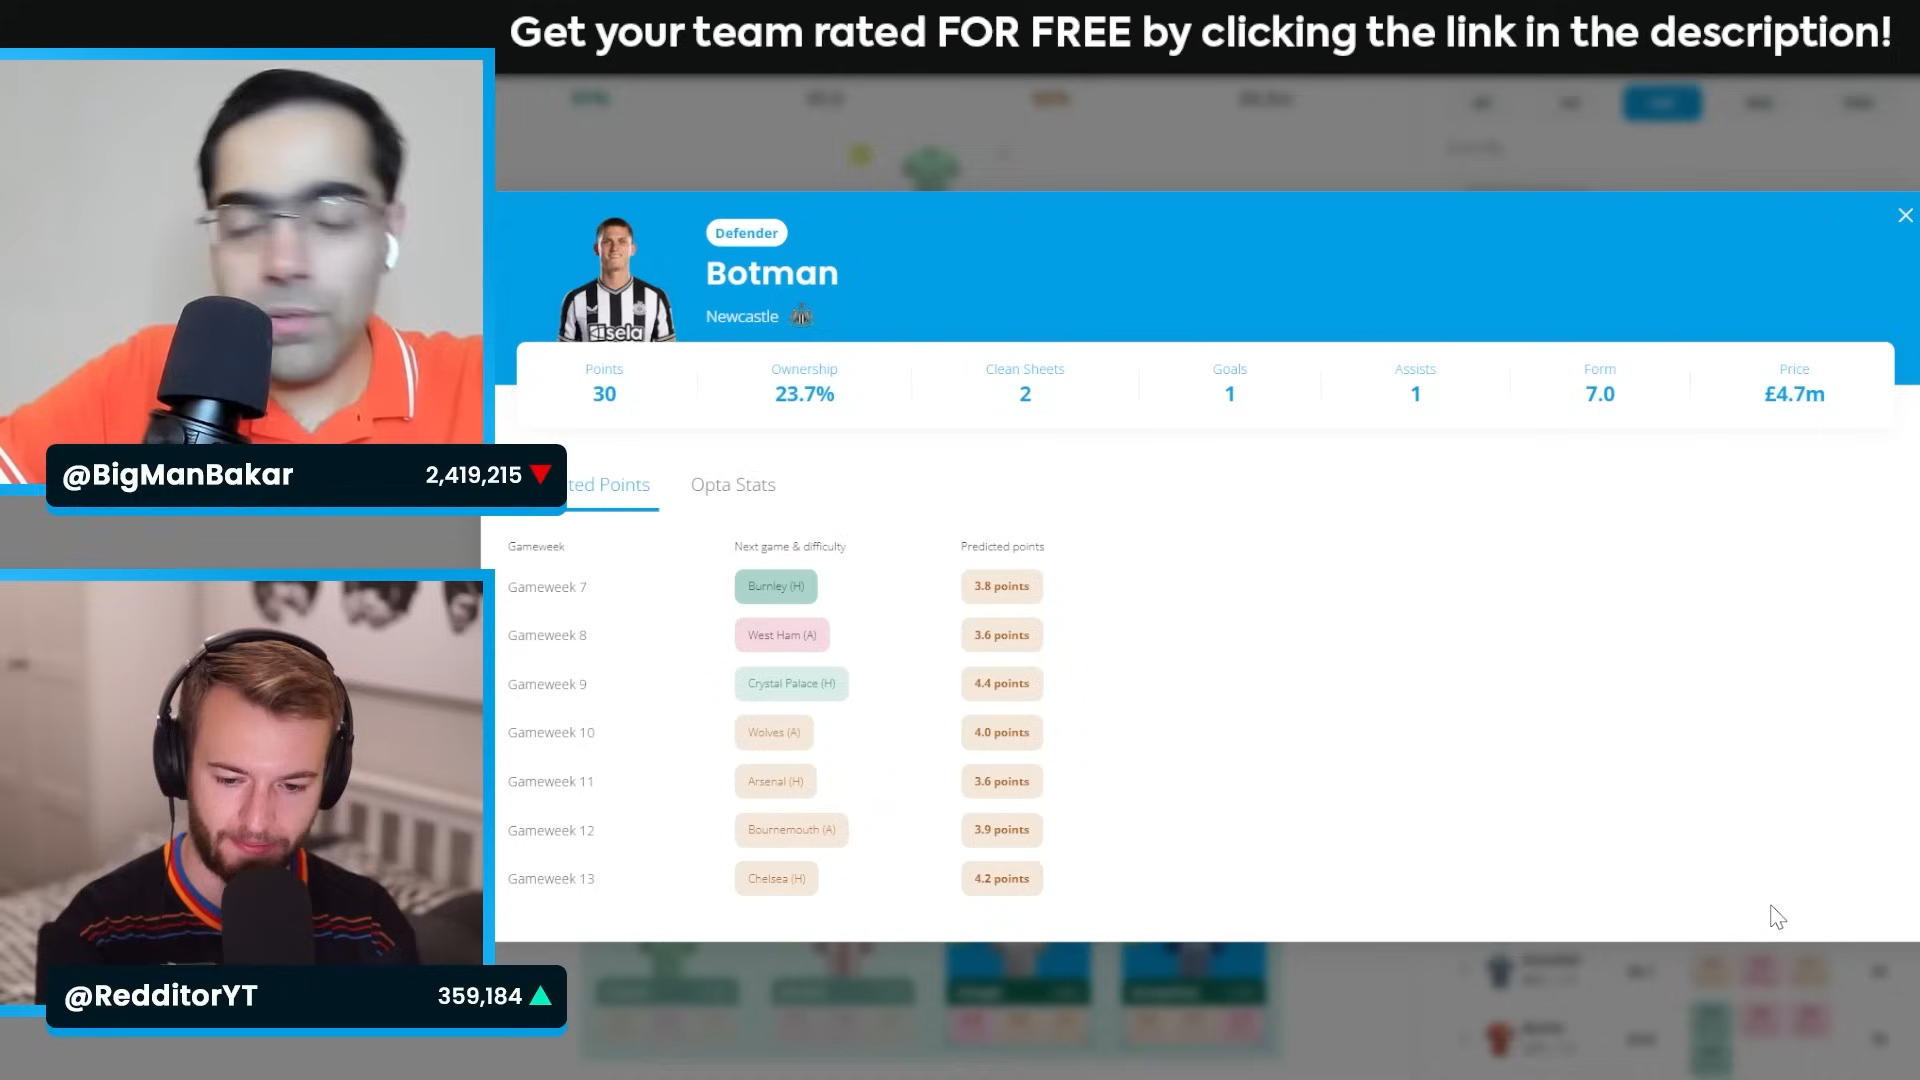 Get your team rated FOR FREE by clicking the link in the description!
Defender
Botman
Newcastle
sela
Points Ownership Clean Sheets Goals Assists Form Price
30 23.7% 2 1 1 7.0 £4.7m
@BigManBakar 2,419,215
ted Points Opta Stats
Gameweek Next game & difficulty Predicted points
Gameweek 7 Burnley (H) 3.8 points
Gameweek 8 West Ham (A) 3.6 points
Gameweek 9 Crystal Palace (H) 4.4 points
Gameweek 10 Wolves (A) 4.0 points
Gameweek 11 Arsenal (H) 3.6 points
Gameweek 12 Bournemouth (A) 3.9 points
Gameweek 13 Chelsea (H) 4.2 points
@RedditorYT 359,184